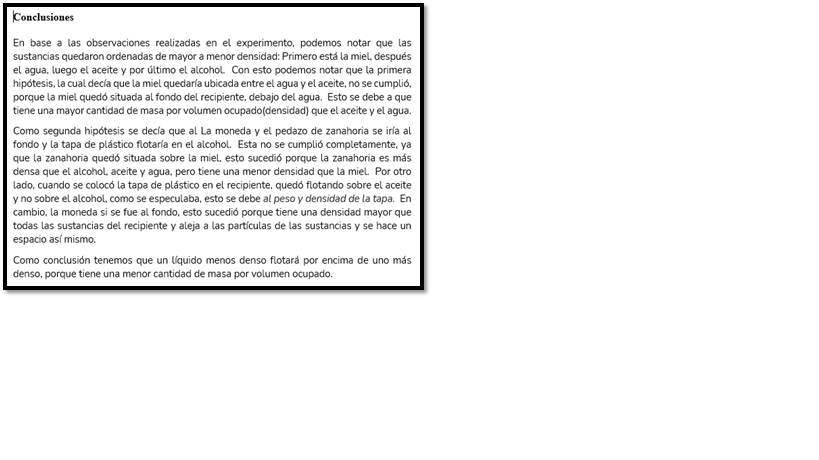 Conclusiones
En base a las observaciones realizadas en el experimento, podemos notar que las
sustancias quedaron ordenadas de mayor a menor densidad: Primero está la miel, después
el agua, luego el aceite y por último el alcohol. Con esto podemos notar que la primera
hipótesis, la cual decía que la miel quedaría ubicada entre el agua y el aceite, no se cumplió,
porque la miel quedó situada al fondo del recipiente, debajo del agua. Esto se debe a que
tiene una mayor cantidad de masa por volumen ocupado(densidad) que el aceite y el agua.
Como segunda hipótesis se decía que al La moneda y el pedazo de zanahoria se iría al
fondo y la tapa de plástico flotaría en el alcohol. Esta no se cumplió completamente, ya
que la zanahoria quedó situada sobre la miel, esto sucedió porque la zanahoria es más
densa que el alcohol, aceite y agua, pero tiene una menor densidad que la miel. Por otro
lado, cuando se colocó la tapa de plástico en el recipiente, quedó flotando sobre el aceite
y no sobre el alcohol, como se especulaba, esto se debe al peso y densidad de la tapa. En
cambio, la moneda si se fue al fondo, esto sucedió porque tiene una densidad mayor que
todas las sustancias del recipiente y aleja a las partículas de las sustancias y se hace un
espacio así mismo.
Como conclusión tenemos que un líquido menos denso flotará por encima de uno más
denso, porque tiene una menor cantidad de masa por volumen ocupado.